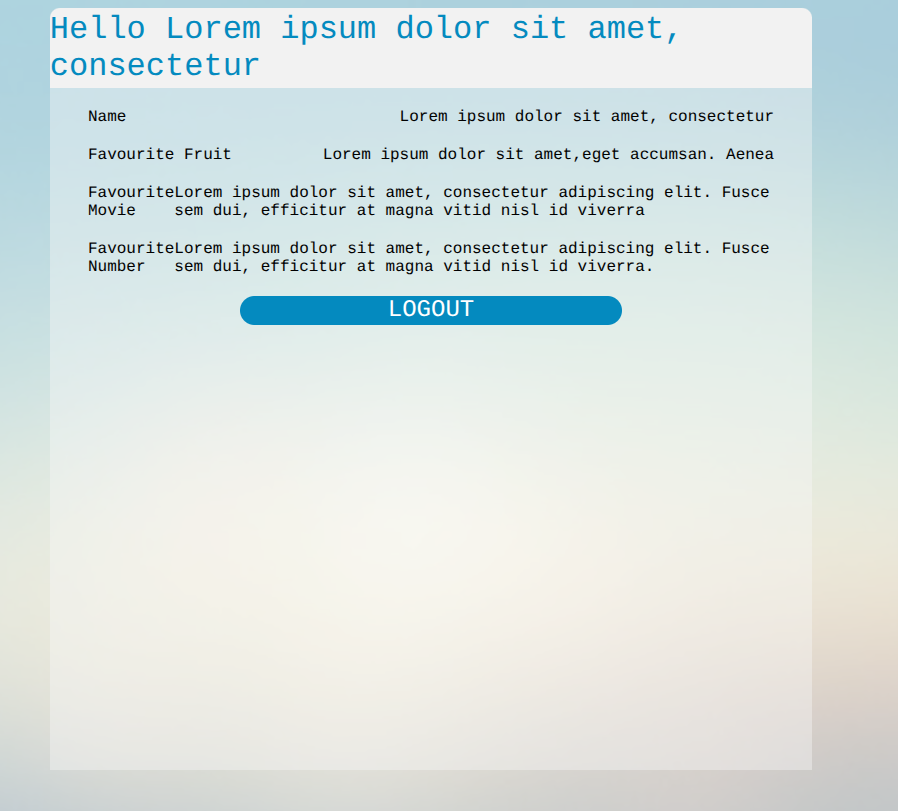 Hello Lorem ipsum dolor sit amet,
consectetur
Name Lorem ipsum dolor sit amet, consectetur
Favourite Fruit Lorem ipsum dolor sit amet,eget accumsan. Aenea
FavouriteLorem ipsum dolor sit amet, consectetur adipiscing elit. Fusce
Movie sem dui, efficitur at magna vitid nisl id viverra
FavouriteLorem ipsum dolor sit amet, consectetur adipiscing elit. Fusce
Number sem dui, efficitur at magna vitid nisl id viverra.
LOGOUT